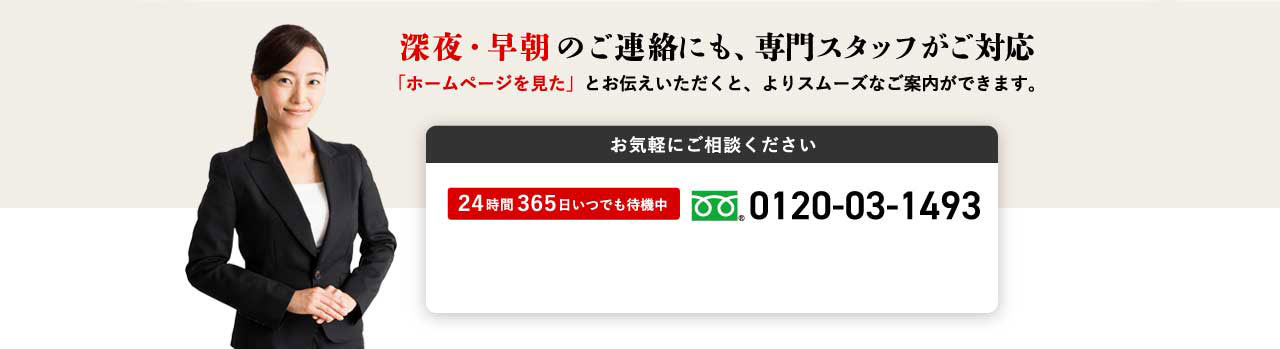 深夜・早朝のご連絡にも、専門スタッフがご対応
「ホームページを見た」とお伝えいただくと、よりスムーズなご案内ができます。
お気軽にご相談ください
24時間365日いつでも待機中
® 0120-03-1493